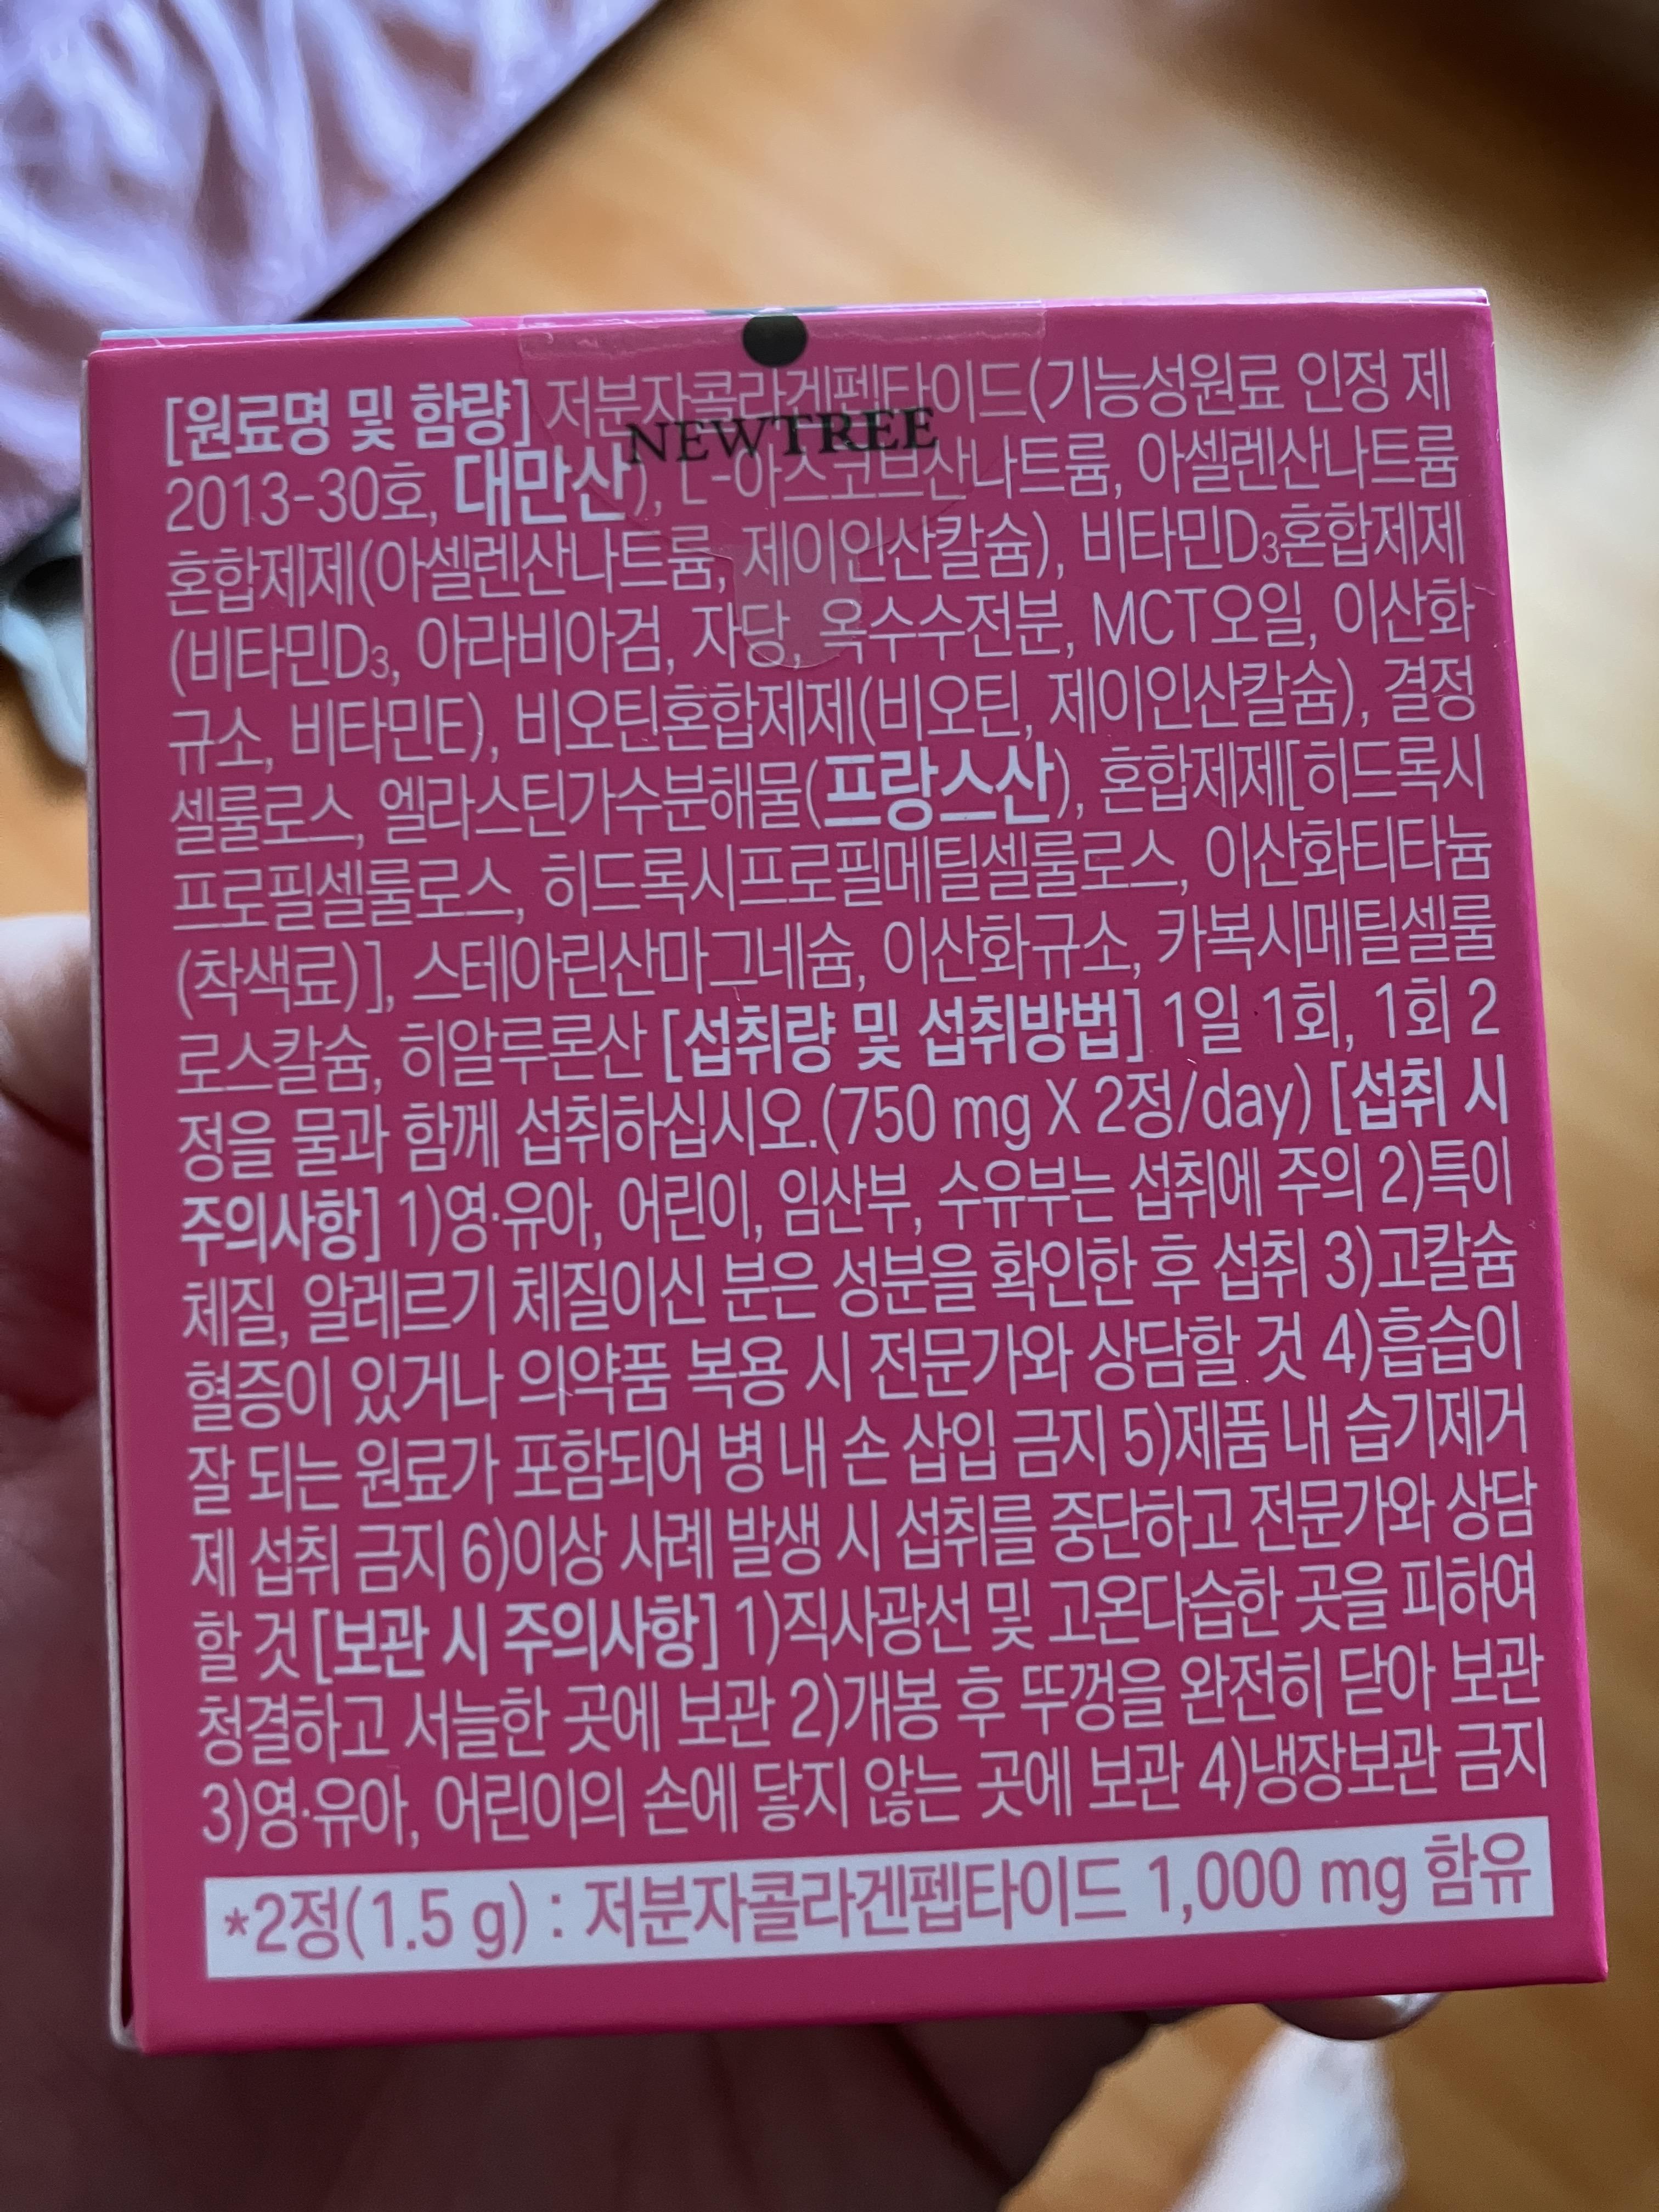 [원료명 및 함량] 저분자콜라겐펩타이드(기능성원료 인정 제
NEWTREE
2013-30호, 대만산), L-아스코브산나트륨, 아셀렌산나트륨
혼합제제(아셀렌산나트륨, 제이인산칼슘), 비타민D₃혼합제제
(비타민D₃, 아라비아검, 자당, 옥수수전분, MCT오일, 이산화
규소, 비타민E), 비오틴혼합제제(비오틴, 제이인산칼슘), 결정
셀룰로스, 엘라스틴가수분해물(프랑스산), 혼합제제[히드록시
프로필셀룰로스, 히드록시프로필메틸셀룰로스, 이산화티타늄
(착색료)], 스테아린산마그네슘, 이산화규소, 카복시메틸셀룰
로스칼슘, 히알루론산 [섭취량 및 섭취방법] 1일 1회, 1회 2
정을 물과 함께 섭취하십시오.(750 mg X 2정/day) [섭취 시
주의사항] 1)영·유아, 어린이, 임산부, 수유부는 섭취에 주의 2)특이
체질, 알레르기 체질이신 분은 성분을 확인한 후 섭취 3)고칼슘
혈증이 있거나 의약품 복용 시 전문가와 상담할 것 4)흡습이
잘 되는 원료가 포함되어 병 내 손 삽입 금지 5)제품 내 습기제거
제 섭취 금지 6)이상 사례 발생 시 섭취를 중단하고 전문가와 상담
할 것 [보관 시 주의사항] 1)직사광선 및 고온다습한 곳을 피하여
청결하고 서늘한 곳에 보관 2)개봉 후 뚜껑을 완전히 닫아 보관
3)영·유아, 어린이의 손에 닿지 않는 곳에 보관 4)냉장보관 금지
*2정(1.5 g) : 저분자콜라겐펩타이드 1,000 mg 함유